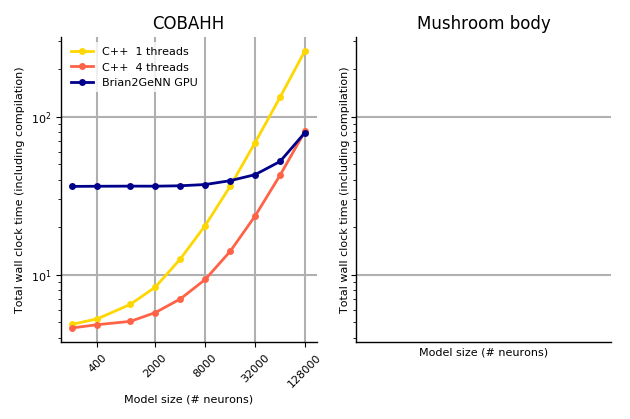 COBAHH
Mushroom body
C++ 1 threads
C++ 4 threads
Brian2GeNN GPU
Total wall clock time (including compilation)
10²
10¹
400
2000
8000
32000
128000
Model size (# neurons)
Total wall clock time (including compilation)
Model size (# neurons)